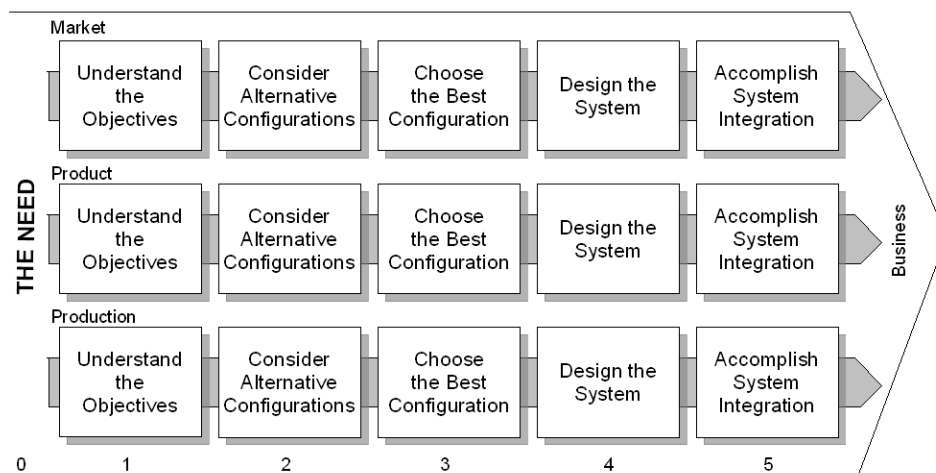 Market
Understand
the
Objectives
Consider
Alternative
Configurations
Choose
the Best
Configuration
Design the
System
Accomplish
System
Integration
THE NEED
Product
Understand
the
Objectives
Consider
Alternative
Configurations
Choose
the Best
Configuration
Design the
System
Accomplish
System
Integration
Business
Production
Understand
the
Objectives
Consider
Alternative
Configurations
Choose
the Best
Configuration
Design the
System
Accomplish
System
Integration
0 1 2 3 4 5